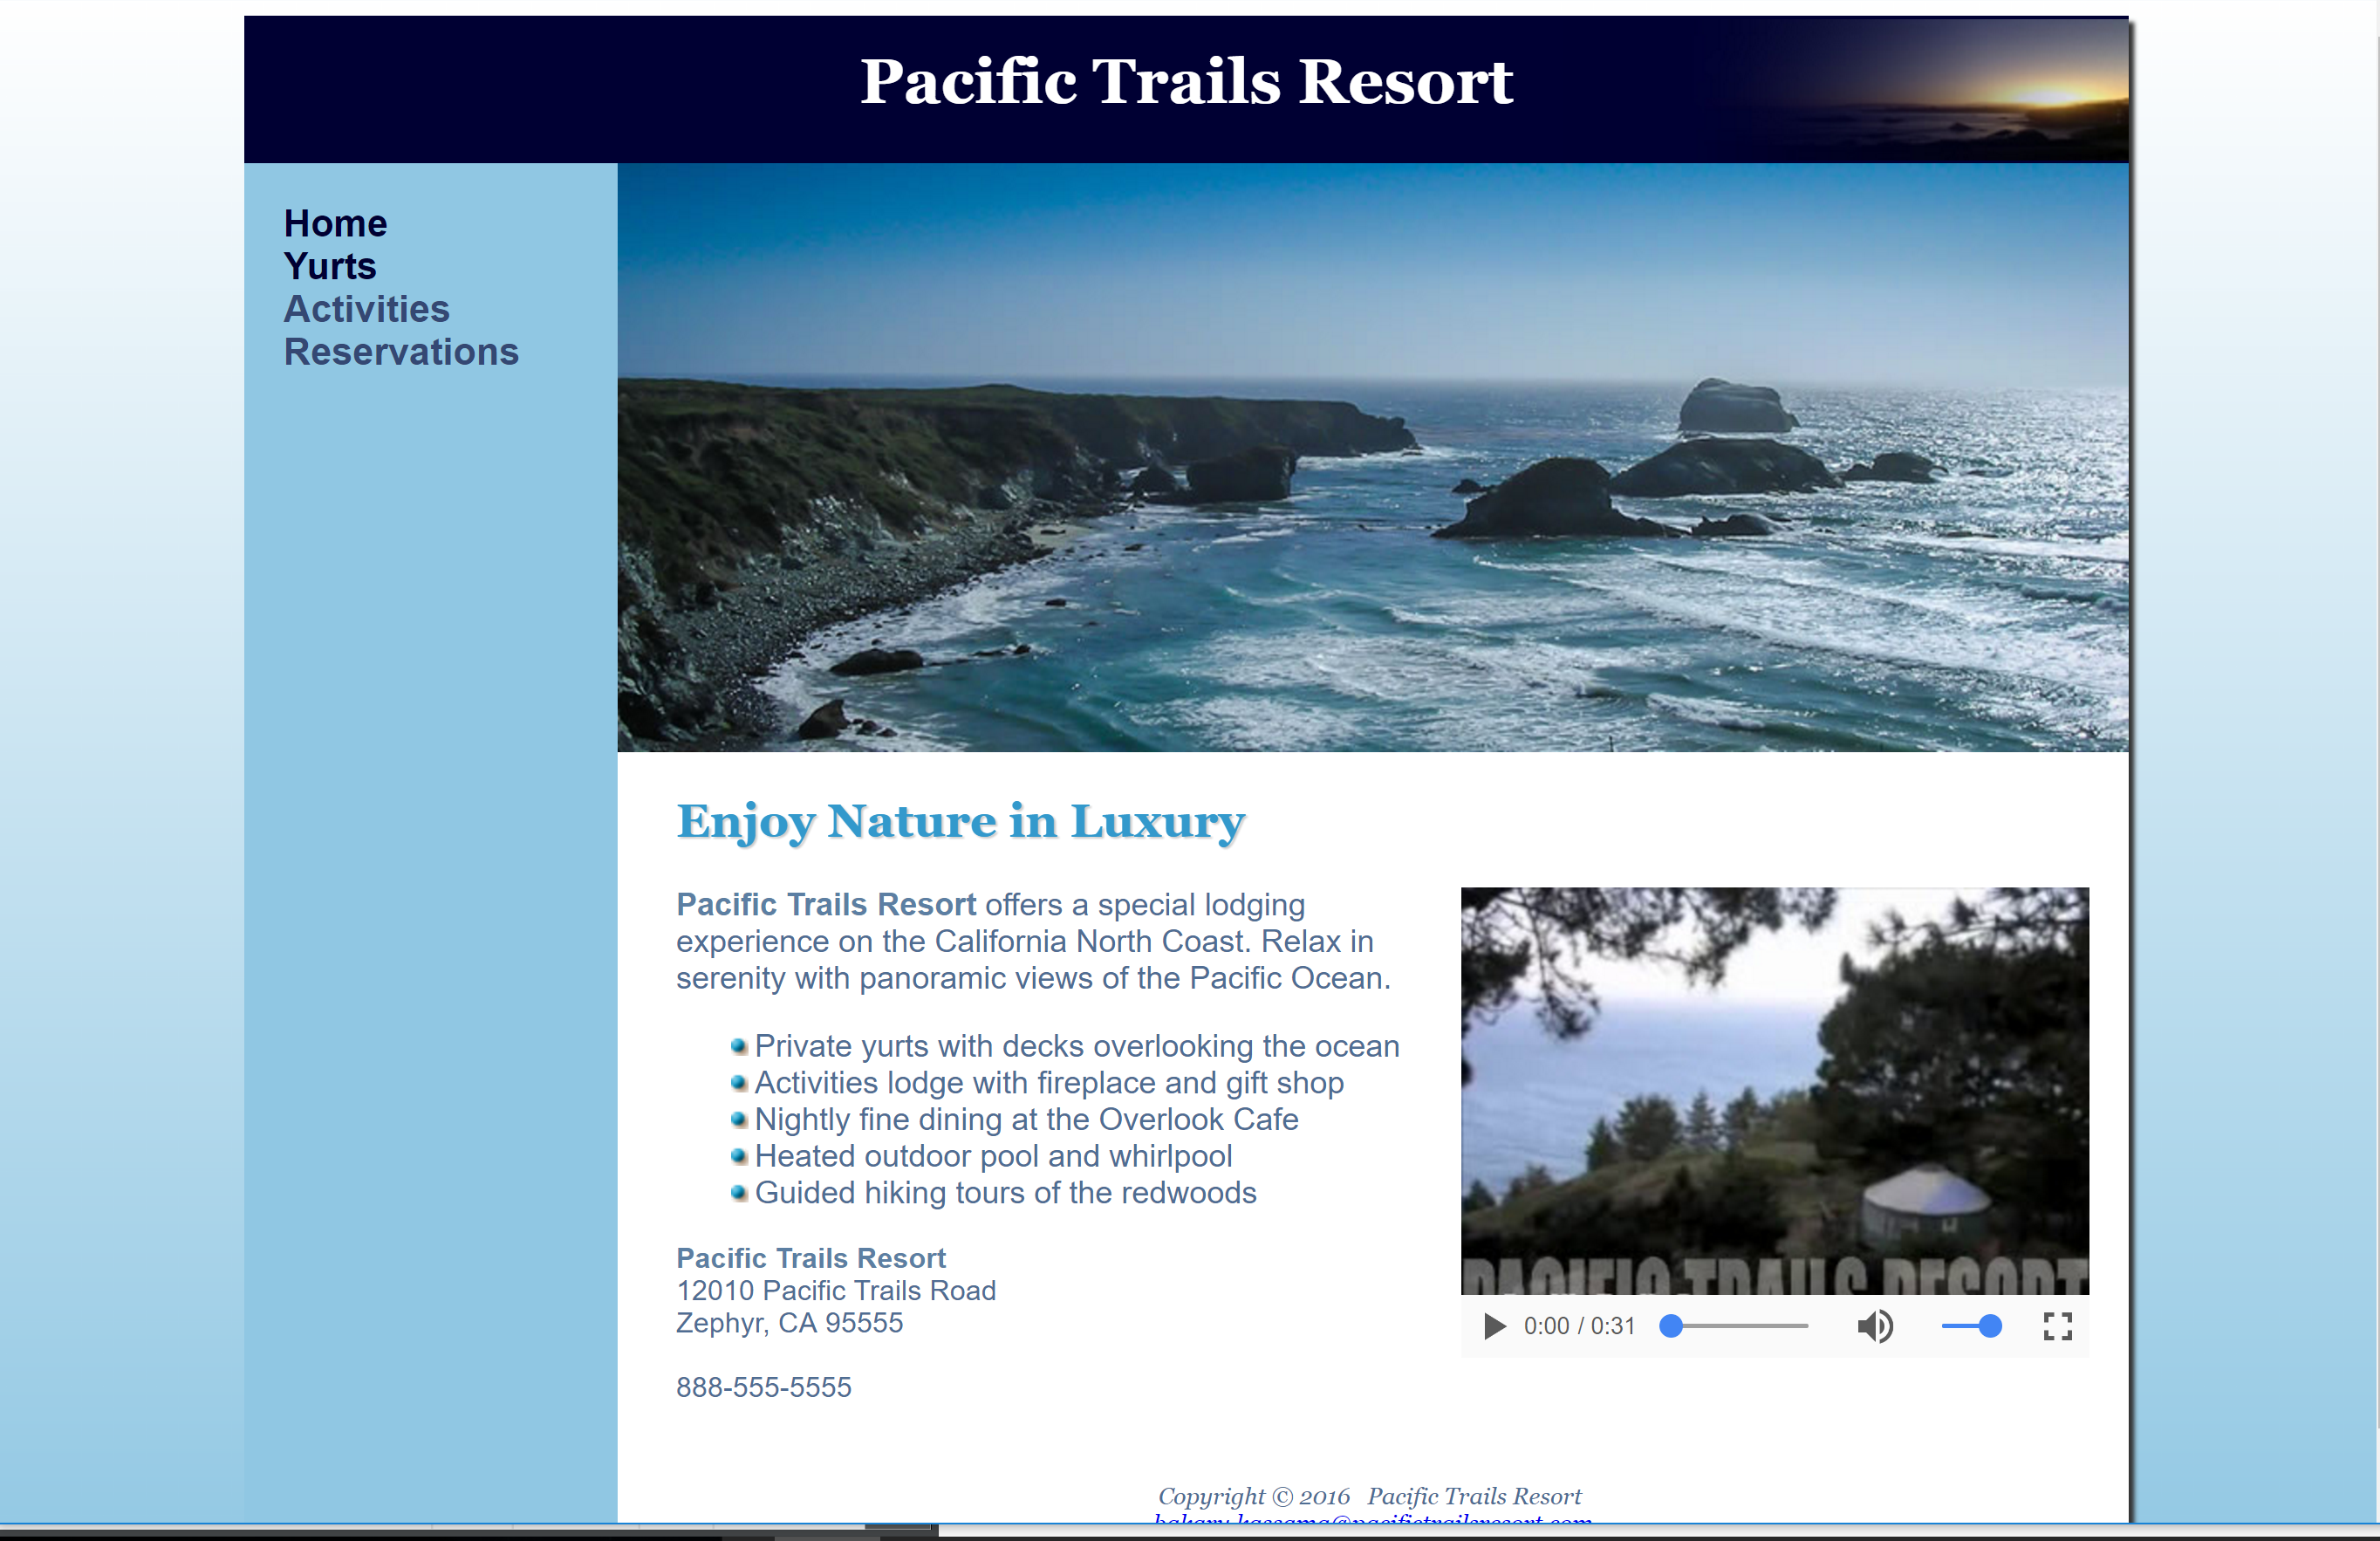 Pacific Trails Resort
Home
Yurts
Activities
Reservations
Enjoy Nature in Luxury
Pacific Trails Resort offers a special lodging
experience on the California North Coast. Relax in
serenity with panoramic views of the Pacific Ocean.
Private yurts with decks overlooking the ocean
Activities lodge with fireplace and gift shop
Nightly fine dining at the Overlook Cafe
Heated outdoor pool and whirlpool
Guided hiking tours of the redwoods
Pacific Trails Resort
12010 Pacific Trails Road
Zephyr, CA 95555
888-555-5555
PACIFIC TRAILS RESORT
0:00 / 0:31
Copyright © 2016 Pacific Trails Resort
bakary.kassama@pacifictrailsresort.com